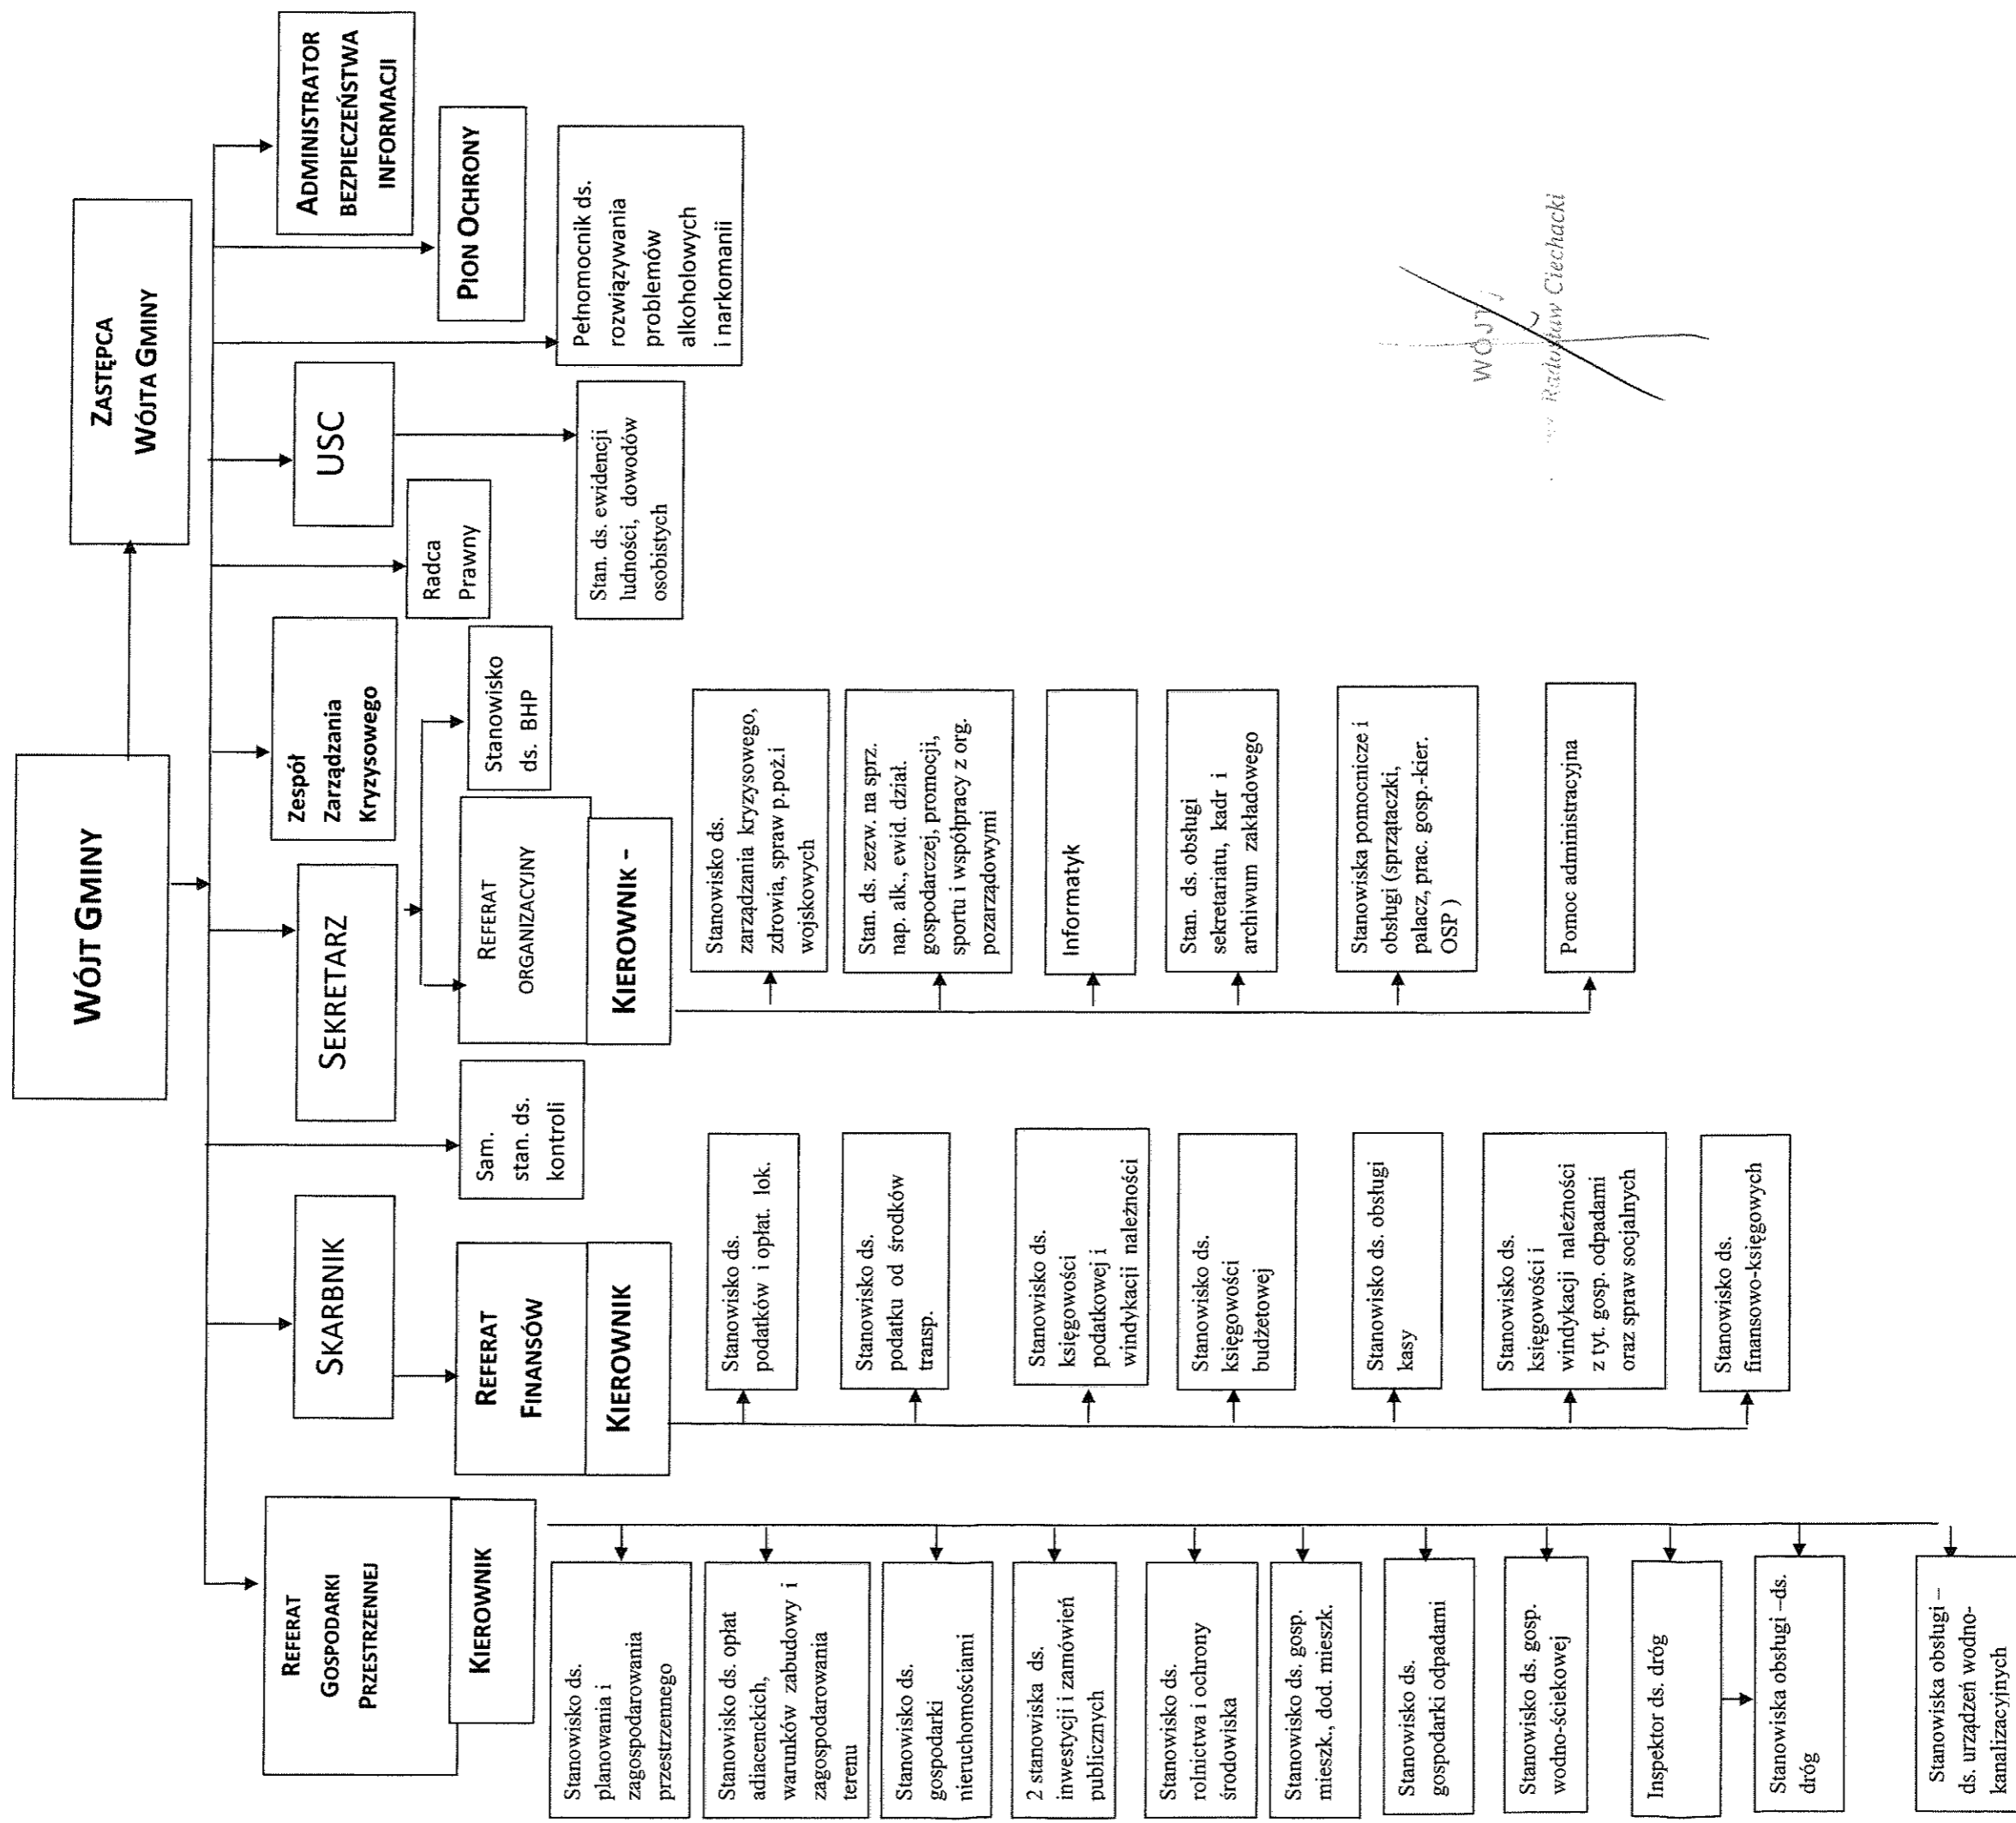 WÓJT GMINY
ZASTĘPCA
WÓJTA GMINY
REFERAT
GOSPODARKI
PRZESTRZENNEJ
KIEROWNIK
SKARBNIK
Sam.
stan. ds.
kontroli
SEKRETARZ
Zespół
Zarządzania
Kryzysowego
Radca
Prawny
USC
Pełnomocnik ds.
rozwiązywania
problemów
alkoholowych
i narkomanii
PION OCHRONY
ADMINISTRATOR
BEZPIECZEŃSTWA
INFORMACJI
REFERAT
FINANSÓW
KIEROWNIK
REFERAT
ORGANIZACYJNY
KIEROWNIK –
Stanowisko
ds. BHP
Stan. ds. ewidencji
ludności, dowodów
osobistych
Stanowisko ds.
planowania i
zagospodarowania
przestrzennego
Stanowisko ds. opłat
adiacenckich,
warunków zabudowy i
zagospodarowania
terenu
Stanowisko ds.
gospodarki
nieruchomościami
2 stanowiska ds.
inwestycji i zamówień
publicznych
Stanowisko ds.
rolnictwa i ochrony
środowiska
Stanowisko ds. gosp.
mieszk., dod. mieszk.
Stanowisko ds.
gospodarki odpadami
Stanowisko ds. gosp.
wodno-ściekowej
Inspektor ds. dróg
Stanowiska obsługi –ds.
dróg
Stanowiska obsługi –
ds. urządzeń wodno-
kanalizacyjnych
Stanowisko ds.
podatków i opłat. lok.
Stanowisko ds.
podatku od środków
transp.
Stanowisko ds.
księgowości
podatkowej i
windykacji należności
Stanowisko ds.
księgowości
budżetowej
Stanowisko ds. obsługi
kasy
Stanowisko ds.
księgowości i
windykacji należności
z tyt. gosp. odpadami
oraz spraw socjalnych
Stanowisko ds.
finansowo-księgowych
Stanowisko ds.
zarządzania kryzysowego,
zdrowia, spraw p.poż.i
wojskowych
Stan. ds. zezw. na sprz.
nap. alk., ewid. dział.
gospodarczej, promocji,
sportu i współpracy z org.
pozarządowymi
Informatyk
Stan. ds. obsługi
sekretariatu, kadr i
archiwum zakładowego
Stanowiska pomocnicze i
obsługi (sprzątaczki,
palacz, prac. gosp.-kier.
OSP )
Pomoc administracyjna
WÓJT
Radosław Ciechacki